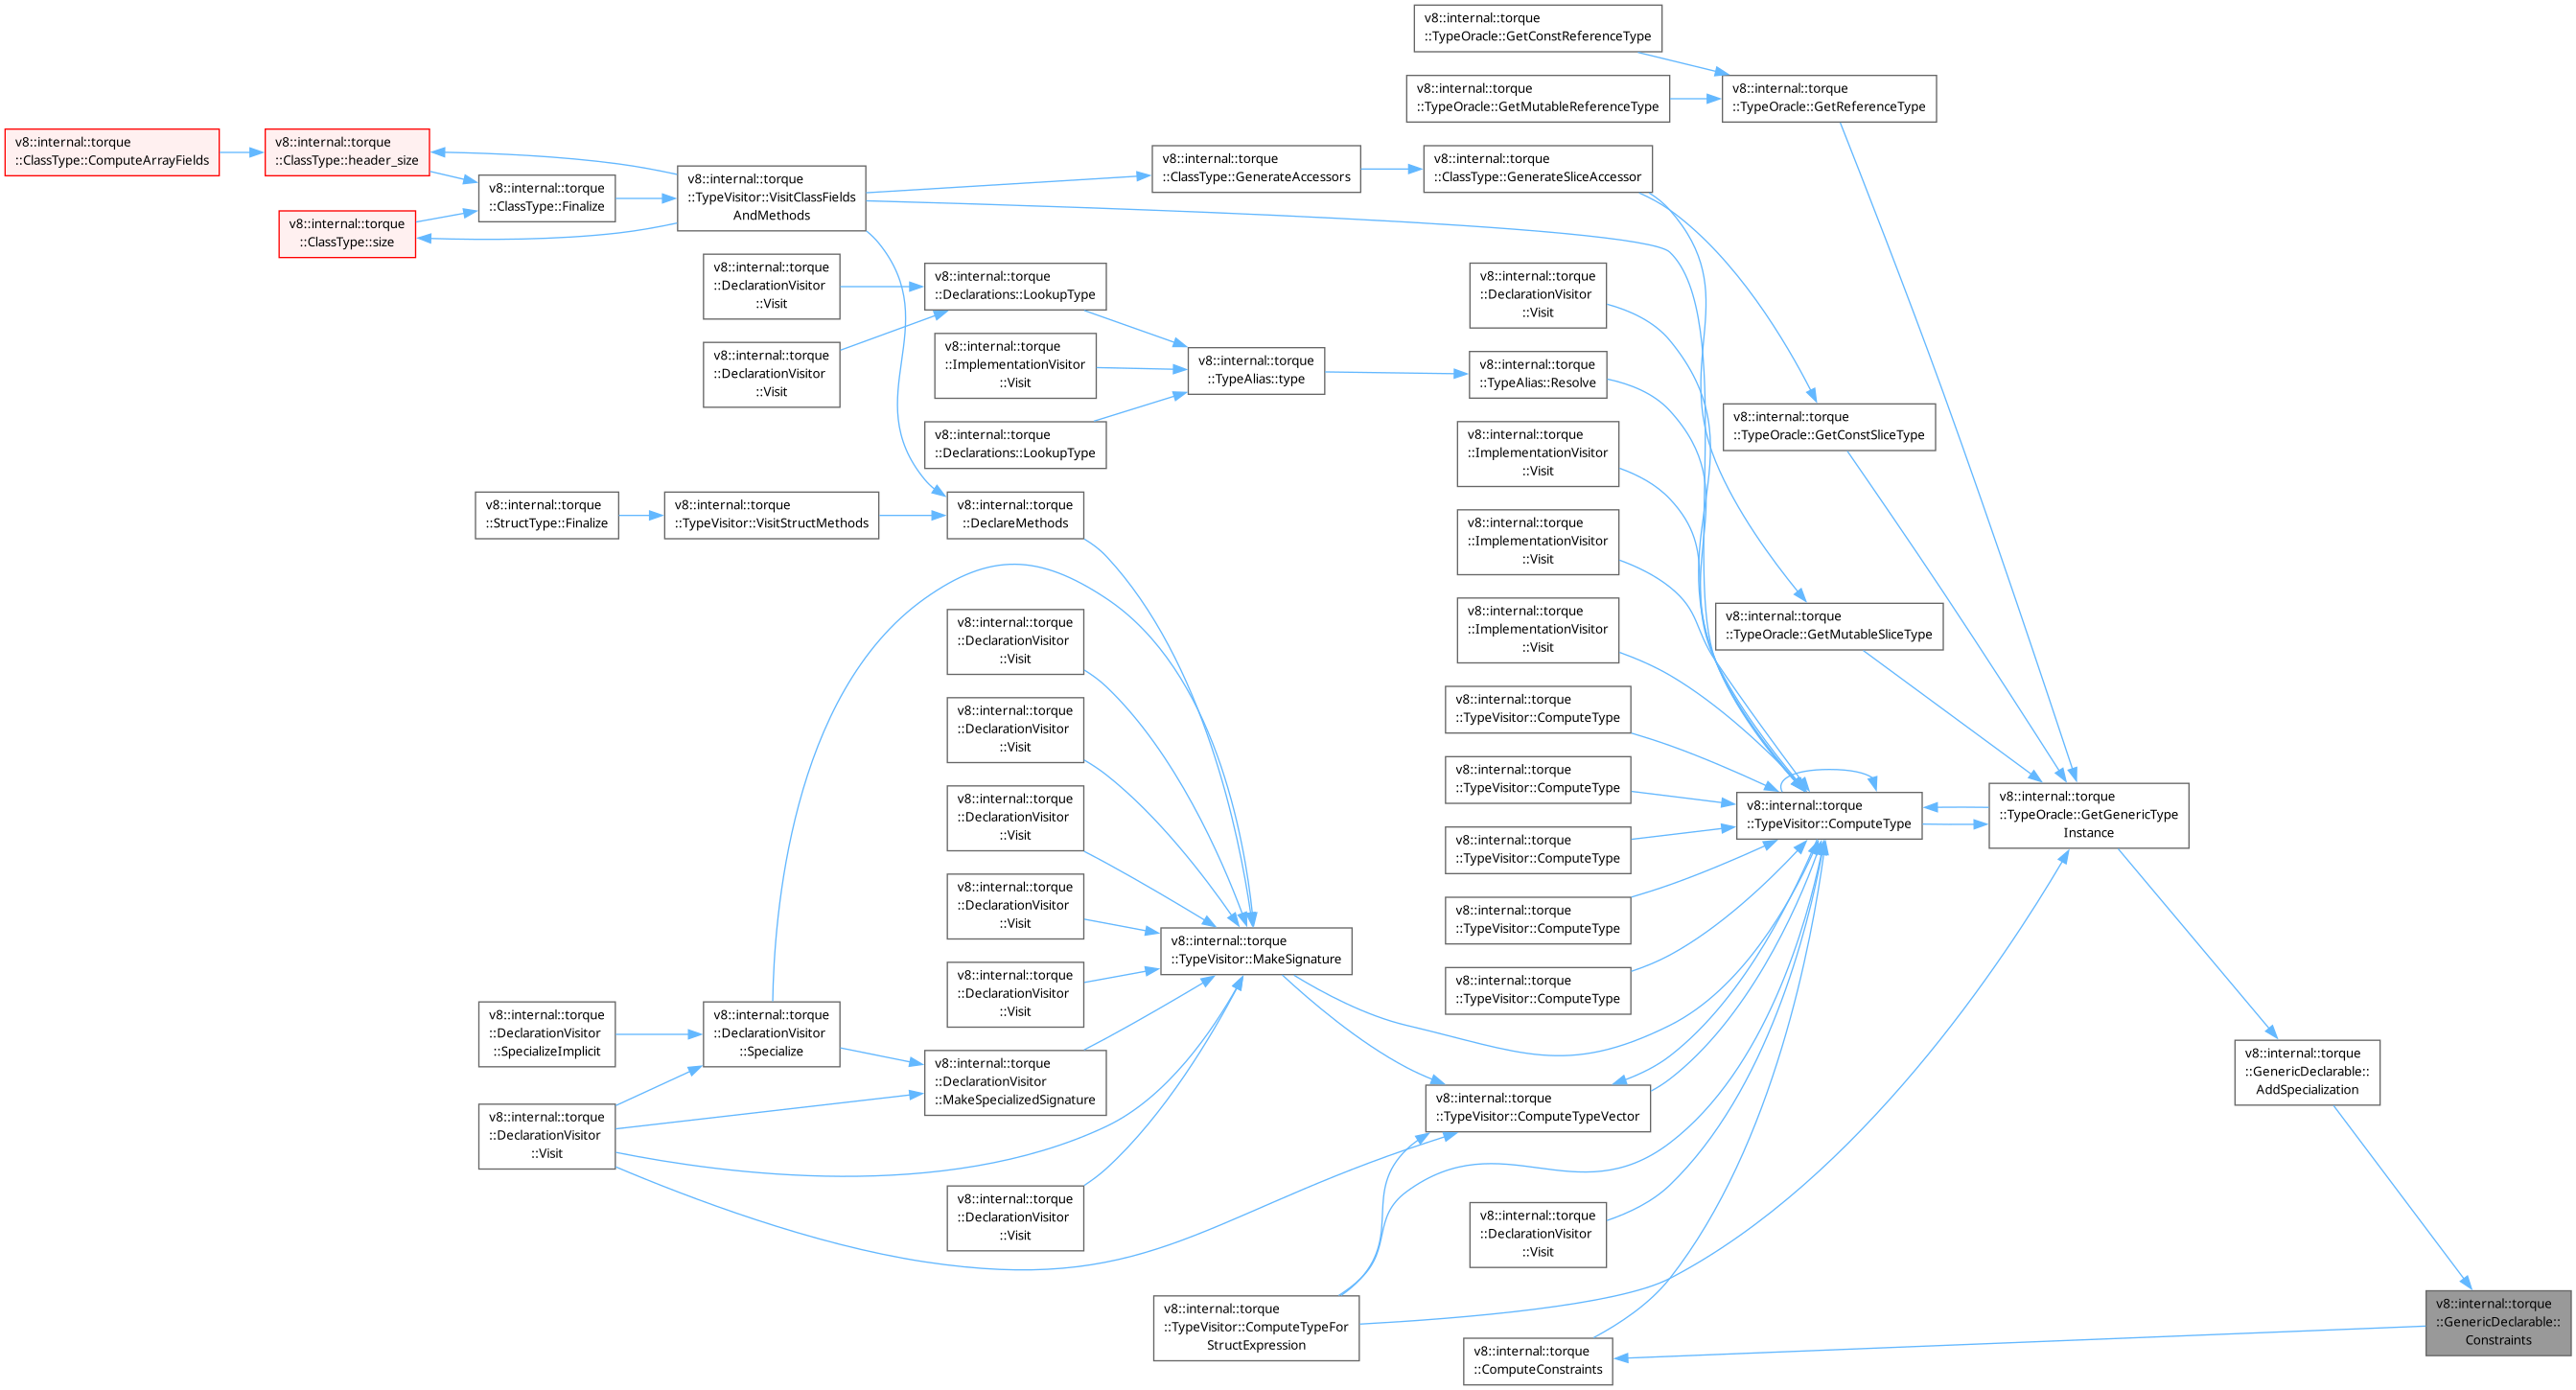 v8::internal::torque
::TypeOracle::GetConstReferenceType
v8::internal::torque
::TypeOracle::GetMutableReferenceType
v8::internal::torque
::TypeOracle::GetReferenceType
v8::internal::torque
::ClassType::ComputeArrayFields
v8::internal::torque
::ClassType::header_size
v8::internal::torque
::ClassType::Finalize
v8::internal::torque
::ClassType::size
v8::internal::torque
::TypeVisitor::VisitClassFields
AndMethods
v8::internal::torque
::ClassType::GenerateAccessors
v8::internal::torque
::ClassType::GenerateSliceAccessor
v8::internal::torque
::DeclarationVisitor
::Visit
v8::internal::torque
::Declarations::LookupType
v8::internal::torque
::DeclarationVisitor
::Visit
v8::internal::torque
::DeclarationVisitor
::Visit
v8::internal::torque
::ImplementationVisitor
::Visit
v8::internal::torque
::TypeAlias::type
v8::internal::torque
::TypeAlias::Resolve
v8::internal::torque
::Declarations::LookupType
v8::internal::torque
::TypeOracle::GetConstSliceType
v8::internal::torque
::ImplementationVisitor
::Visit
v8::internal::torque
::StructType::Finalize
v8::internal::torque
::TypeVisitor::VisitStructMethods
v8::internal::torque
::DeclareMethods
v8::internal::torque
::ImplementationVisitor
::Visit
v8::internal::torque
::ImplementationVisitor
::Visit
v8::internal::torque
::TypeOracle::GetMutableSliceType
v8::internal::torque
::DeclarationVisitor
::Visit
v8::internal::torque
::DeclarationVisitor
::Visit
v8::internal::torque
::DeclarationVisitor
::Visit
v8::internal::torque
::DeclarationVisitor
::Visit
v8::internal::torque
::DeclarationVisitor
::Visit
v8::internal::torque
::TypeVisitor::ComputeType
v8::internal::torque
::TypeVisitor::ComputeType
v8::internal::torque
::TypeVisitor::ComputeType
v8::internal::torque
::TypeVisitor::ComputeType
v8::internal::torque
::TypeVisitor::ComputeType
v8::internal::torque
::TypeVisitor::ComputeType
v8::internal::torque
::TypeOracle::GetGenericType
Instance
v8::internal::torque
::TypeVisitor::MakeSignature
v8::internal::torque
::DeclarationVisitor
::SpecializeImplicit
v8::internal::torque
::DeclarationVisitor
::Specialize
v8::internal::torque
::DeclarationVisitor
::MakeSpecializedSignature
v8::internal::torque
::DeclarationVisitor
::Visit
v8::internal::torque
::TypeVisitor::ComputeTypeVector
v8::internal::torque
::GenericDeclarable::
AddSpecialization
v8::internal::torque
::DeclarationVisitor
::Visit
v8::internal::torque
::DeclarationVisitor
::Visit
v8::internal::torque
::TypeVisitor::ComputeTypeFor
StructExpression
v8::internal::torque
::ComputeConstraints
v8::internal::torque
::GenericDeclarable::
Constraints